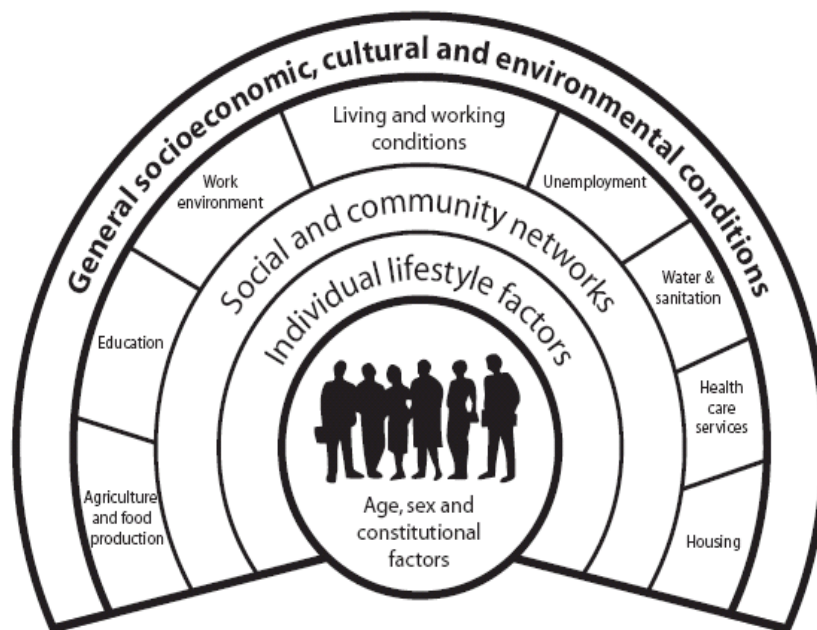 General socioeconomic, cultural and environmental conditions
Living and working
conditions
Work
environment
Unemployment
Social and community networks
Water &
sanitation
Individual lifestyle factors
Education
Health
care
services
Agriculture
and food
production
Housing
Age, sex and
constitutional
factors